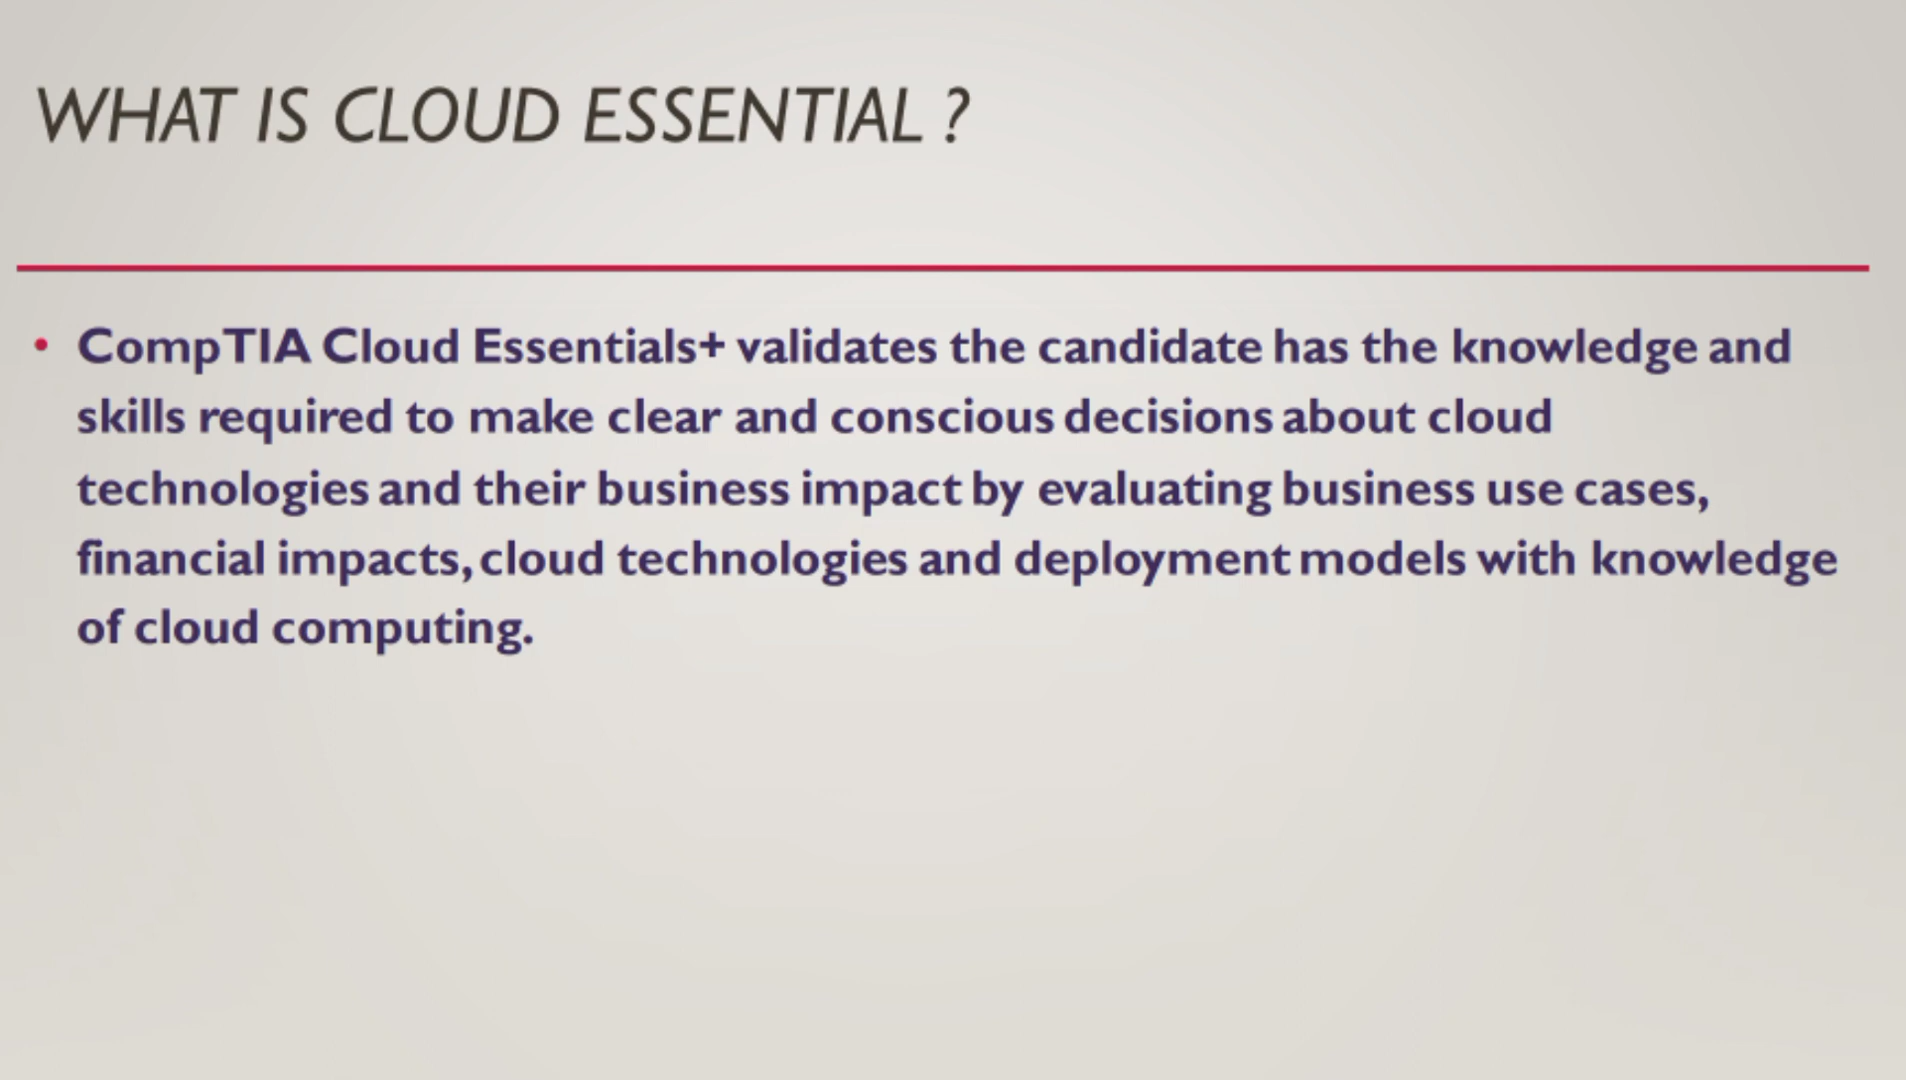 WHAT IS CLOUD ESSENTIAL ?
• CompTIA Cloud Essentials+ validates the candidate has the knowledge and
skills required to make clear and conscious decisions about cloud
technologies and their business impact by evaluating business use cases,
financial impacts, cloud technologies and deployment models with knowledge
of cloud computing.